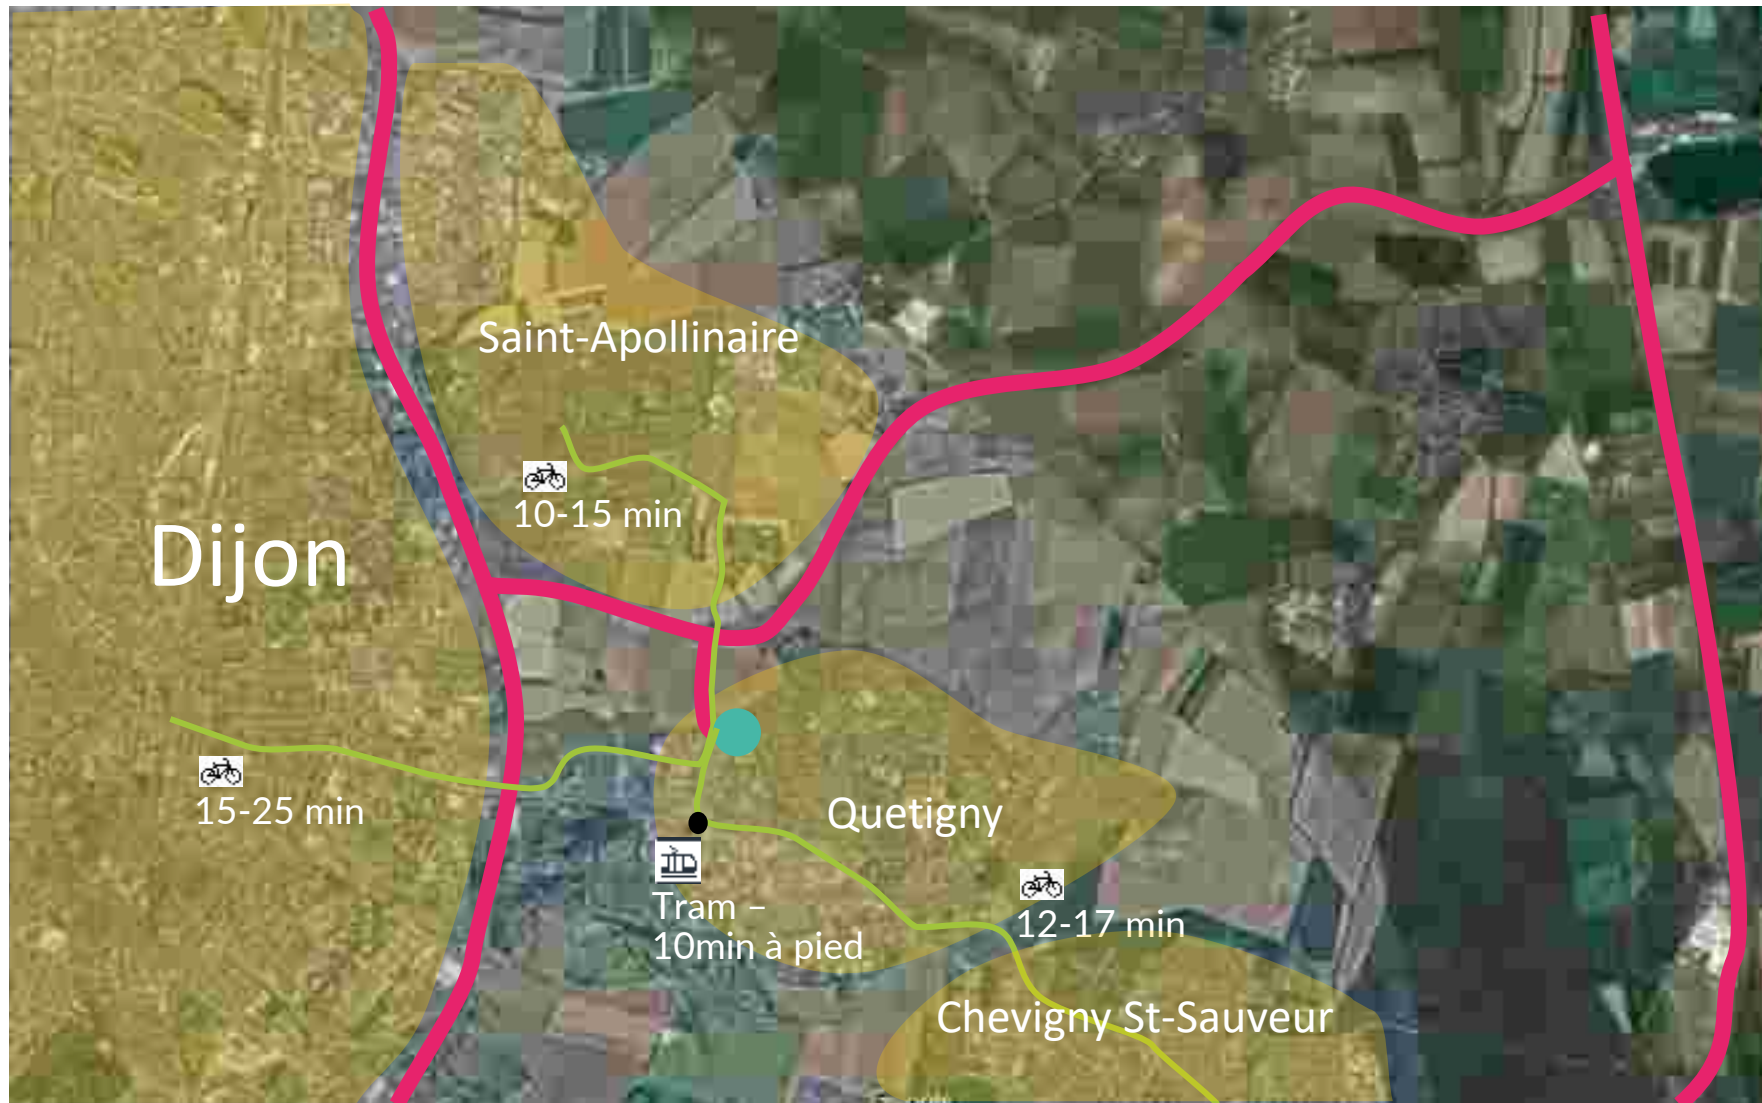 Saint-Apollinaire
10-15 min
Dijon
15-25 min
Quetigny
Tram –
10min à pied
12-17 min
Chevigny St-Sauveur